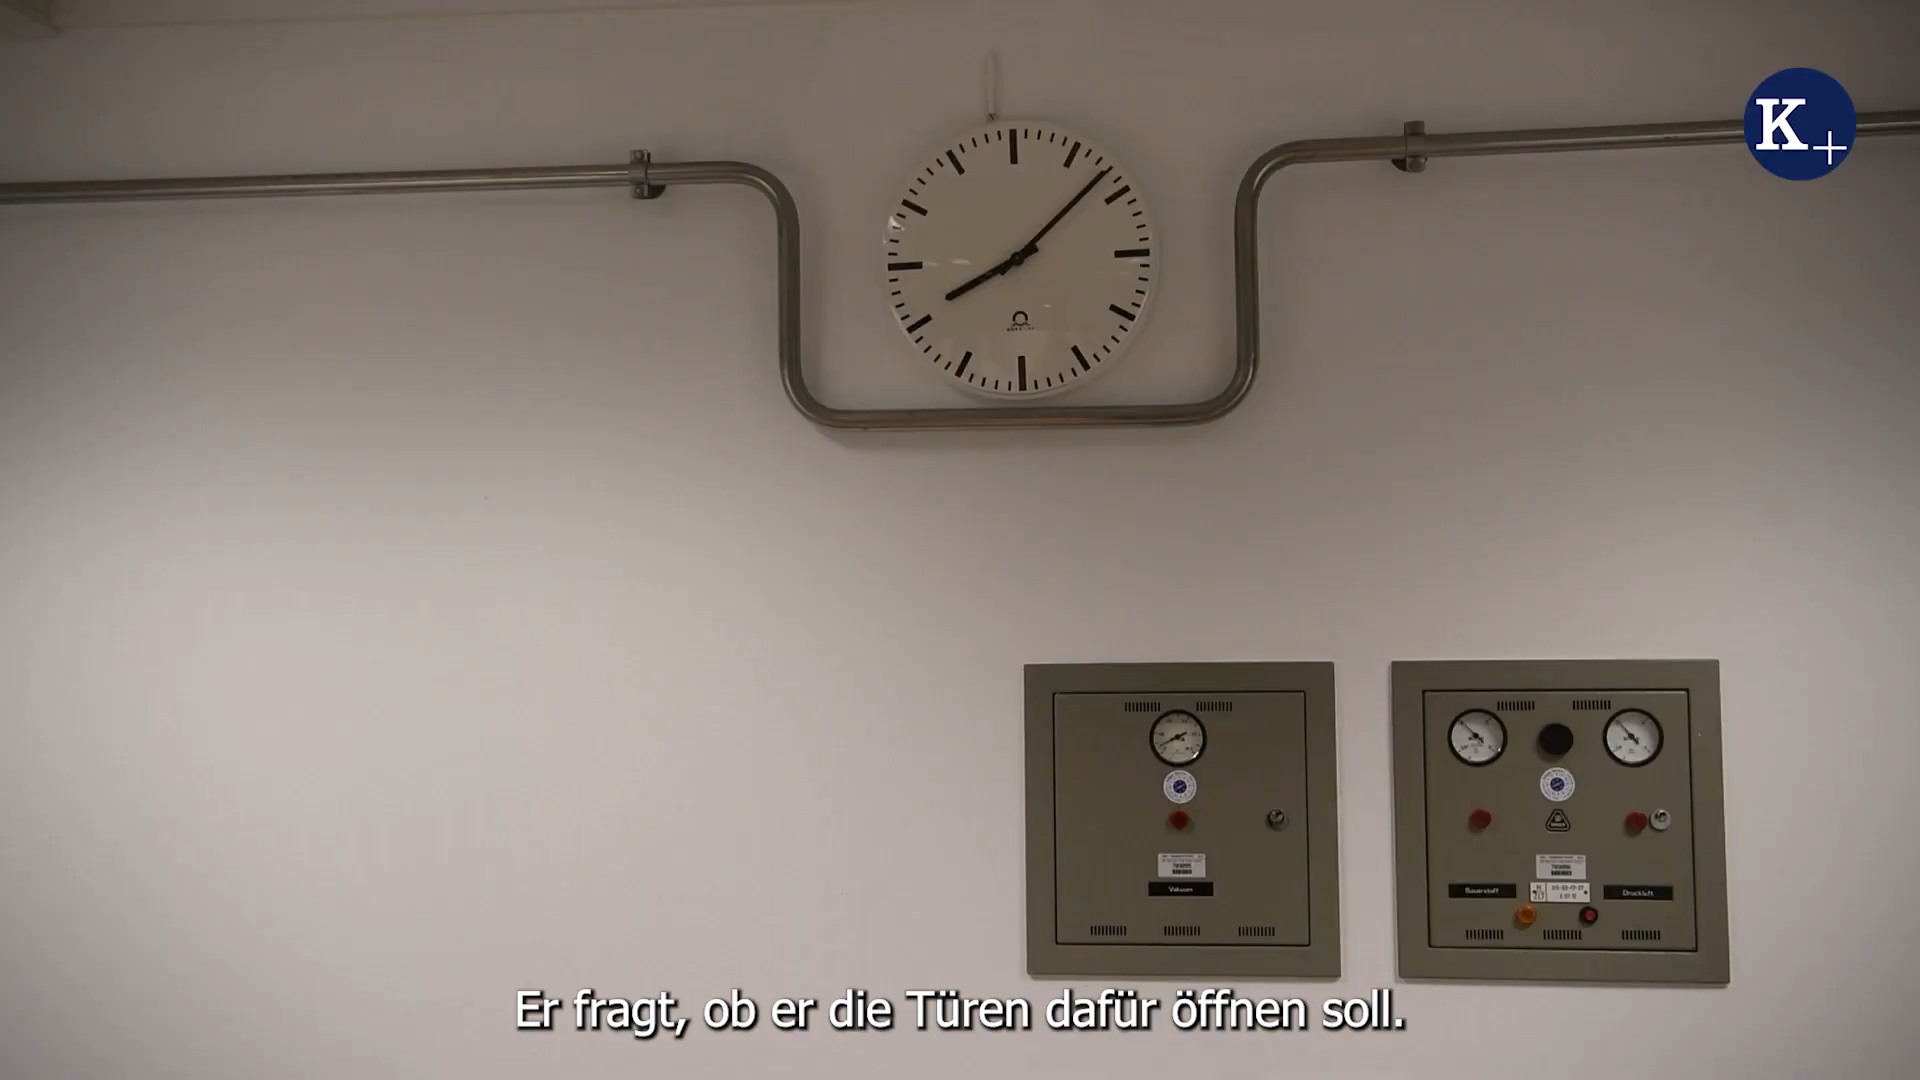 K+
Vakuum
Sauerstoff
Druckluft
Er fragt, ob er die Türen dafür öffnen soll.